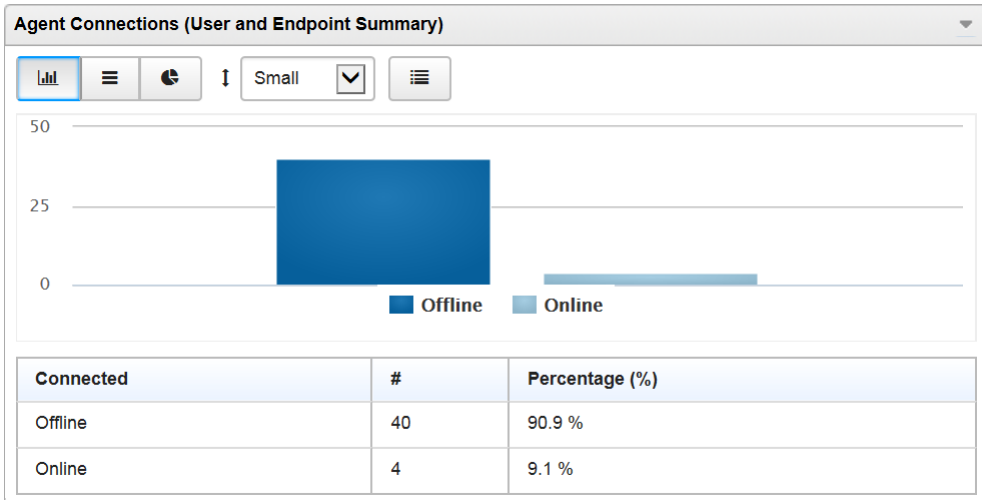 Agent Connections (User and Endpoint Summary)
Small
50
25
0
Offline Online
Connected # Percentage (%)
Offline 40 90.9 %
Online 4 9.1 %